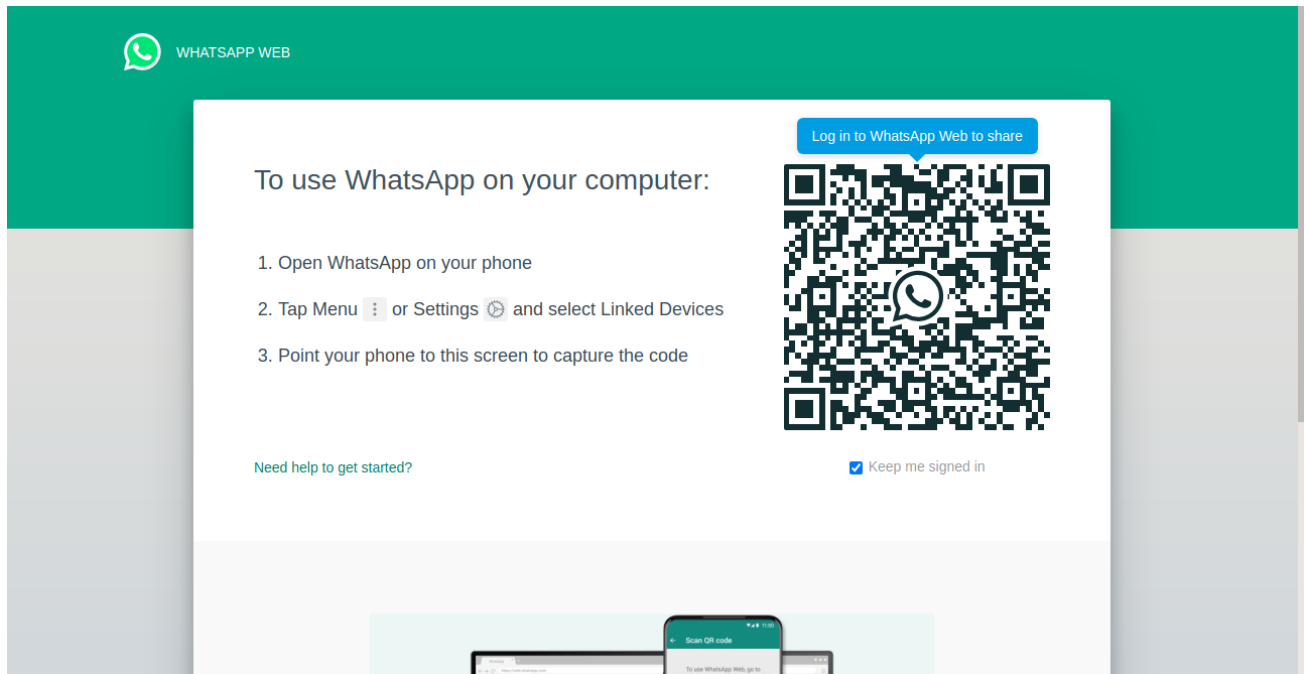 WHATSAPP WEB
Log in to WhatsApp Web to share
To use WhatsApp on your computer:
1. Open WhatsApp on your phone
2. Tap Menu or Settings and select Linked Devices
3. Point your phone to this screen to capture the code
Need help to get started?
Keep me signed in
11:00
Scan QR code
WhatsApp
To use WhatsApp Web, go to